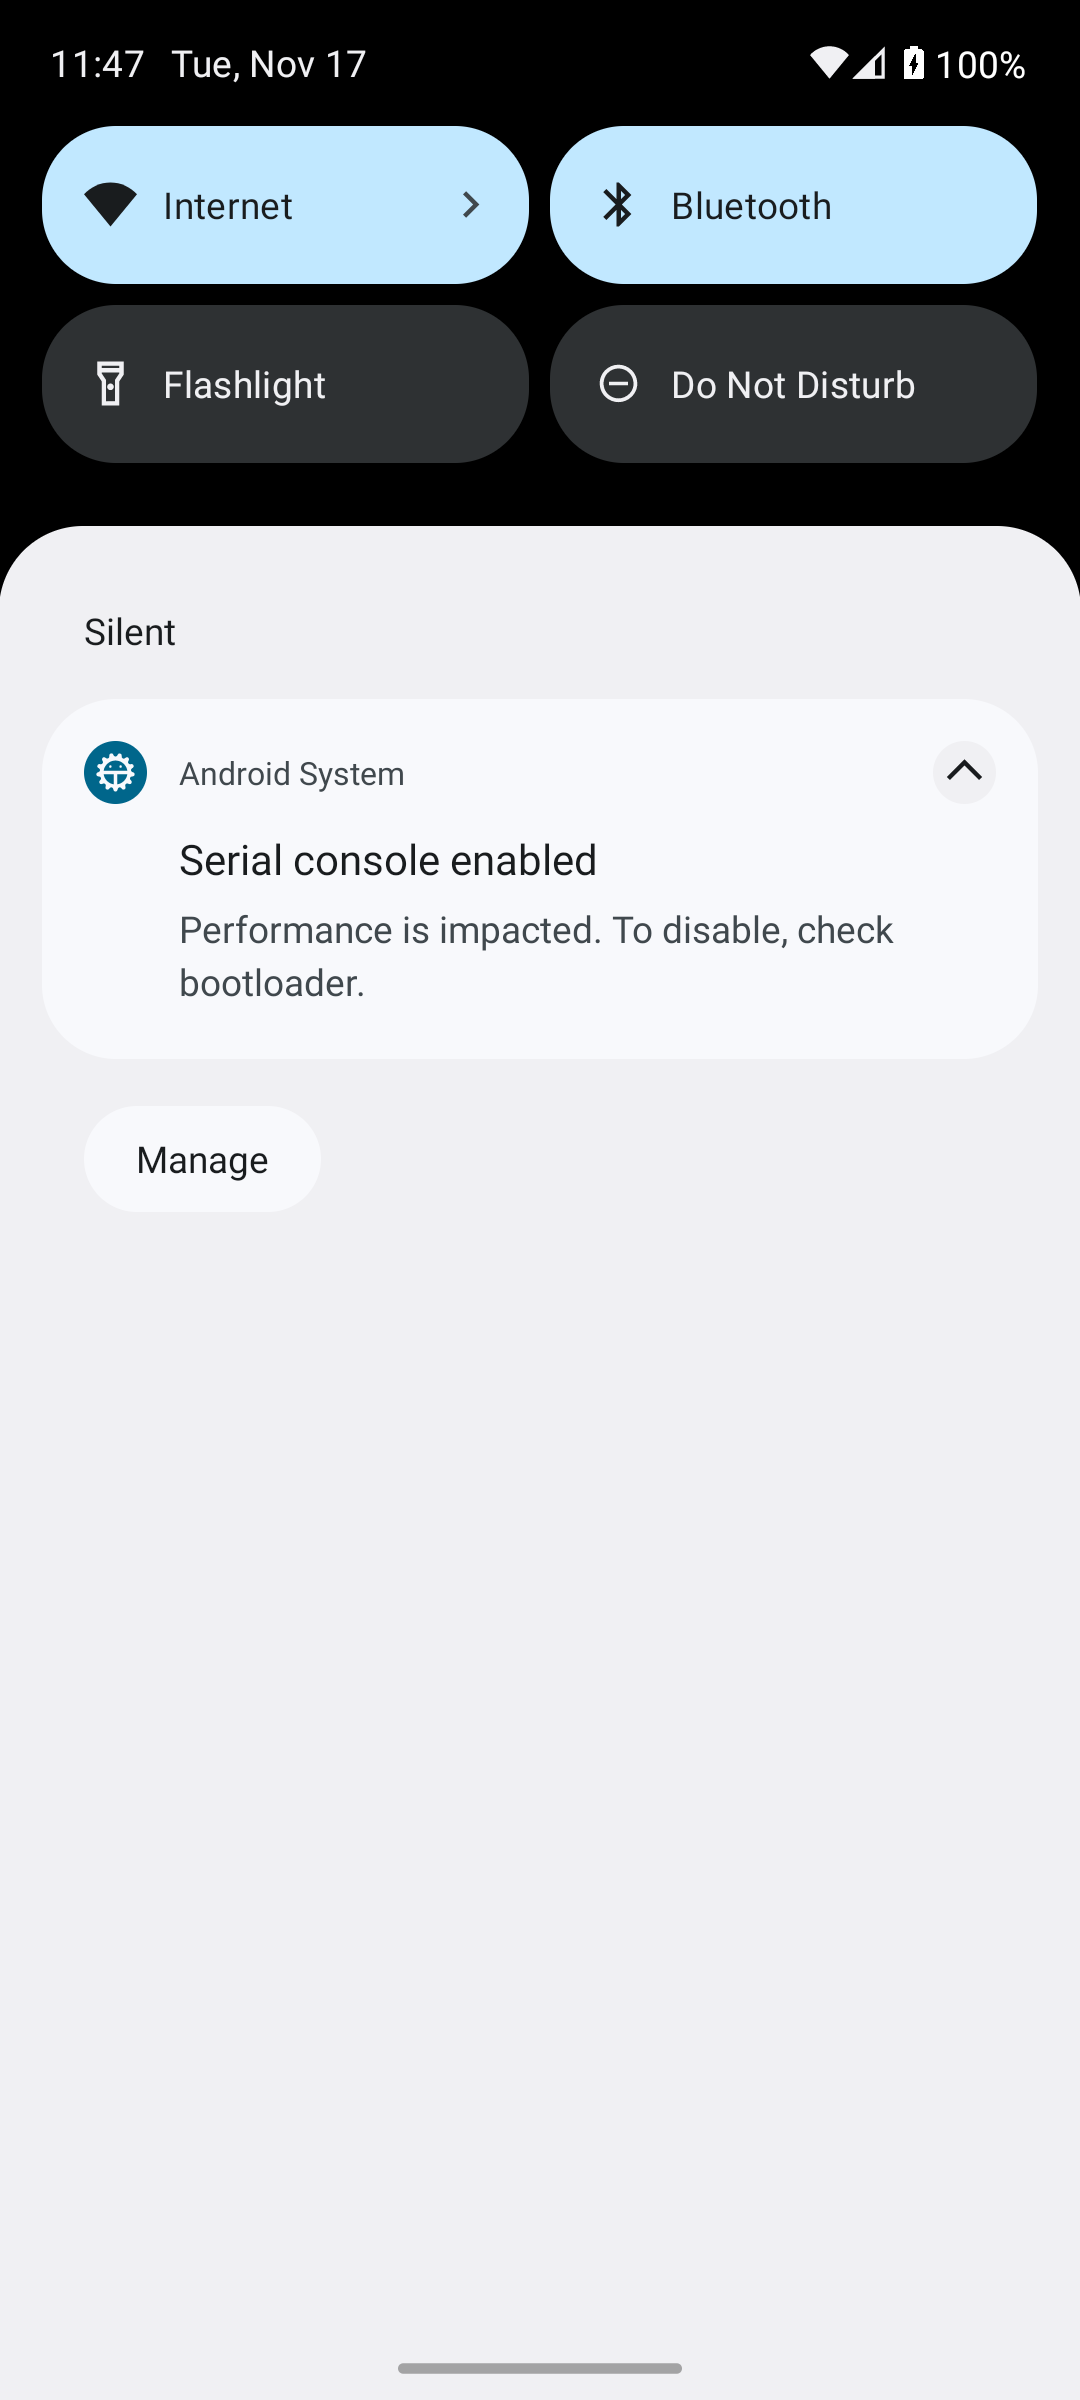 11:47 Tue, Nov 17 100%
Internet
Bluetooth
Flashlight
Do Not Disturb
Silent
Android System
Serial console enabled
Performance is impacted. To disable, check
bootloader.
Manage